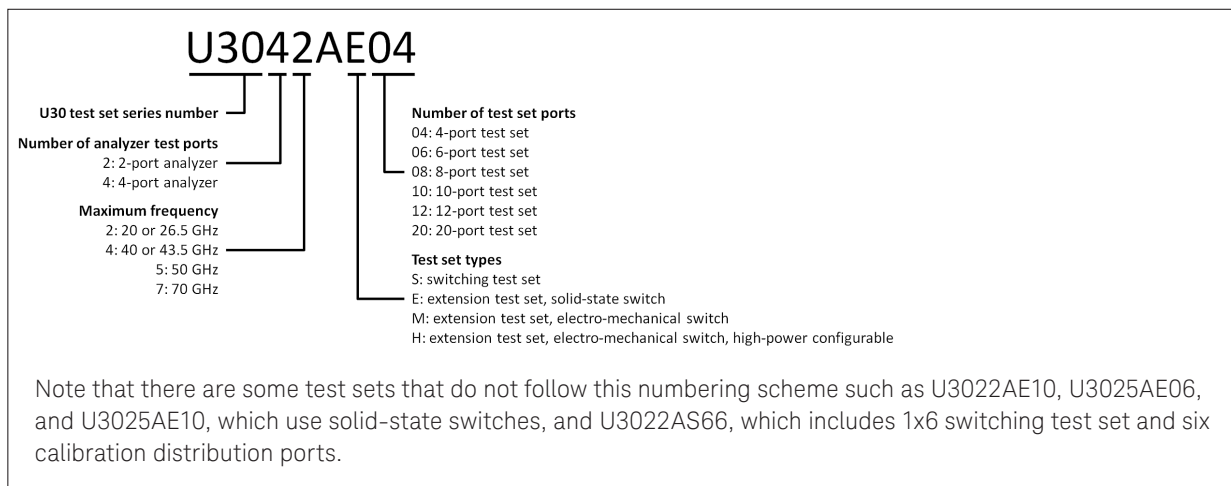 U3042AE04
U30 test set series number
Number of analyzer test ports
2: 2-port analyzer
4: 4-port analyzer
Maximum frequency
2: 20 or 26.5 GHz
4: 40 or 43.5 GHz
5: 50 GHz
7: 70 GHz
Number of test set ports
04: 4-port test set
06: 6-port test set
08: 8-port test set
10: 10-port test set
12: 12-port test set
20: 20-port test set
Test set types
S: switching test set
E: extension test set, solid-state switch
M: extension test set, electro-mechanical switch
H: extension test set, electro-mechanical switch, high-power configurable
Note that there are some test sets that do not follow this numbering scheme such as U3022AE10, U3025AE06,
and U3025AE10, which use solid-state switches, and U3022AS66, which includes 1x6 switching test set and six
calibration distribution ports.